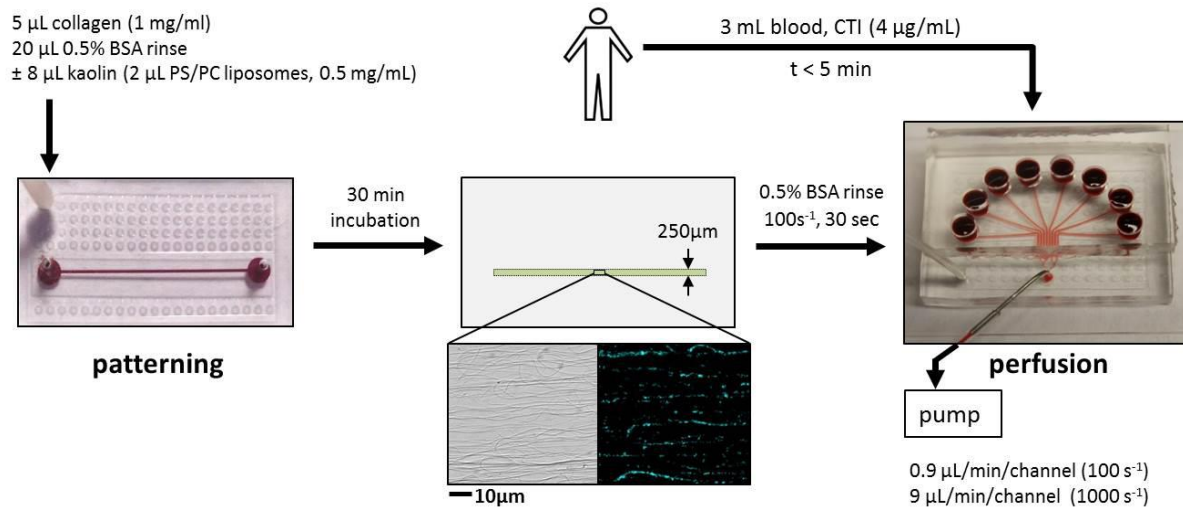 5 µL collagen (1 mg/ml)
20 µL 0.5% BSA rinse
± 8 µL kaolin (2 µL PS/PC liposomes, 0.5 mg/mL)
3 mL blood, CTI (4 µg/mL)
t < 5 min
30 min
incubation
250µm
0.5% BSA rinse
100s⁻¹, 30 sec
patterning
10µm
perfusion
pump
0.9 µL/min/channel (100 s⁻¹)
9 µL/min/channel (1000 s⁻¹)